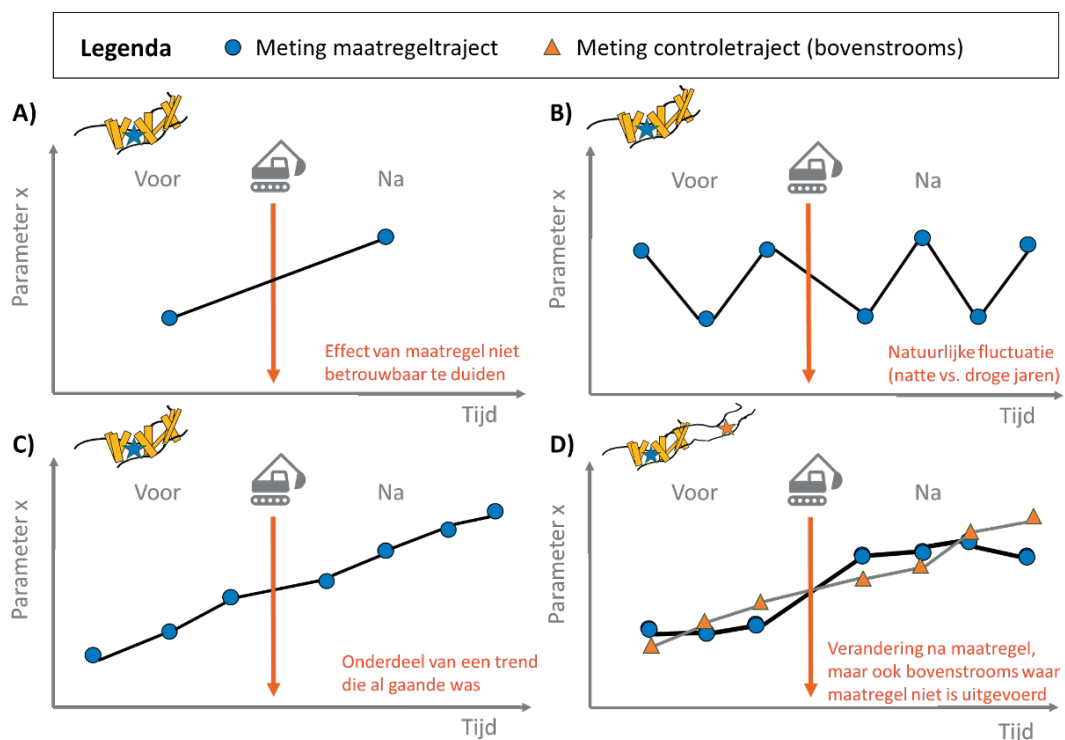 Legenda
Meting maatregeltraject
Meting controletraject (bovenstrooms)
A)
Voor
Na
Parameter x
Effect van maatregel niet
betrouwbaar te duiden
Tijd
B)
Voor
Na
Parameter x
Natuurlijke fluctuatie
(natte vs. droge jaren)
Tijd
C)
Voor
Na
Parameter x
Onderdeel van een trend
die al gaande was
Tijd
D)
Voor
Na
Parameter x
Verandering na maatregel,
maar ook bovenstrooms waar
maatregel niet is uitgevoerd
Tijd